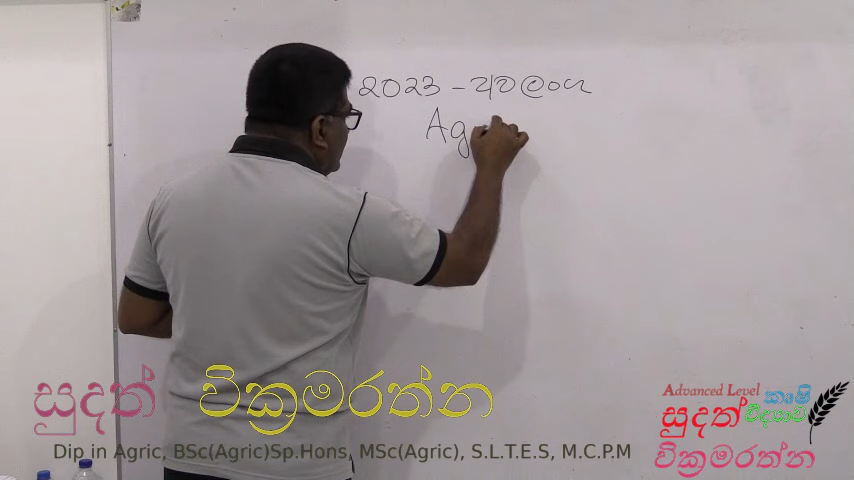 2023 - අවලංග
Ag
සුදත් වික්‍රමරත්න
Dip in Agric, BSc(Agric)Sp.Hons, MSc(Agric), S.L.T.E.S, M.C.P.M
Advanced Level කෘෂි
සුදත් විද්‍යාව
වික්‍රමරත්න